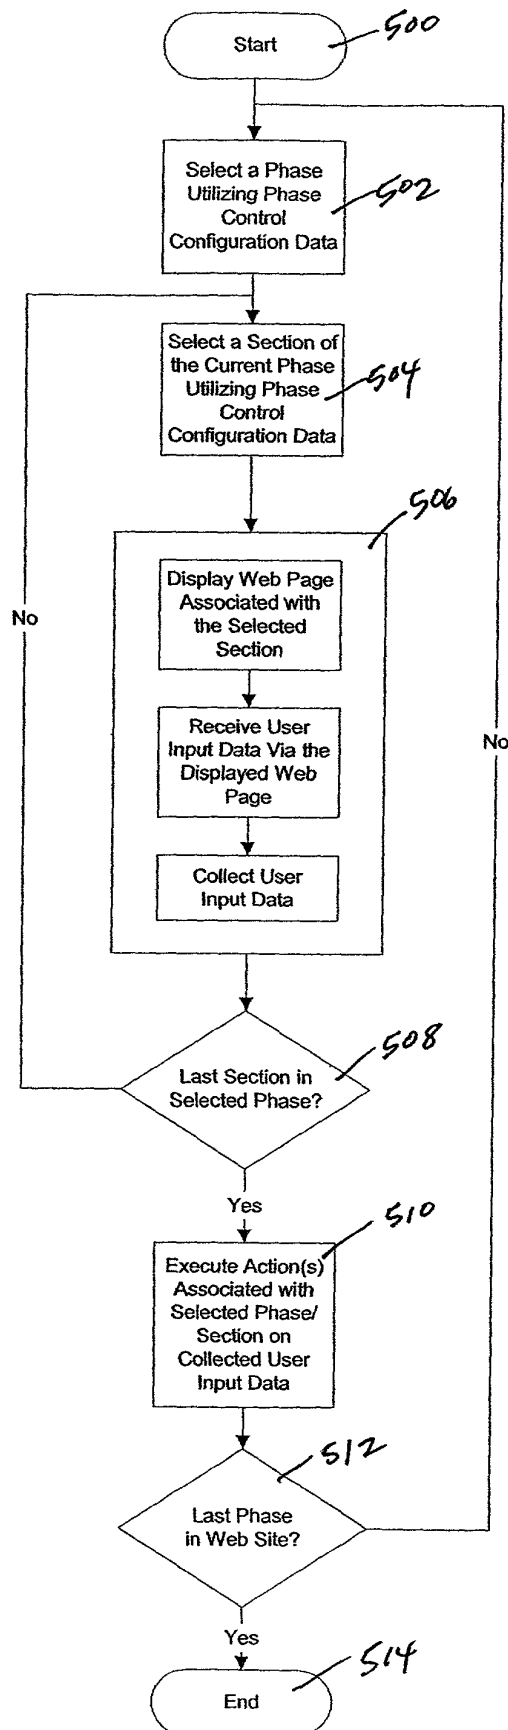 Start
500
Select a Phase
Utilizing Phase
Control
Configuration Data
502
Select a Section of
the Current Phase
Utilizing Phase
Control
Configuration Data
504
506
Display Web Page
Associated with
the Selected
Section
No
Receive User
Input Data Via the
Displayed Web
Page
No
Collect User
Input Data
508
Last Section in
Selected Phase?
Yes
510
Execute Action(s)
Associated with
Selected Phase/
Section on
Collected User
Input Data
512
Last Phase
in Web Site?
Yes
514
End